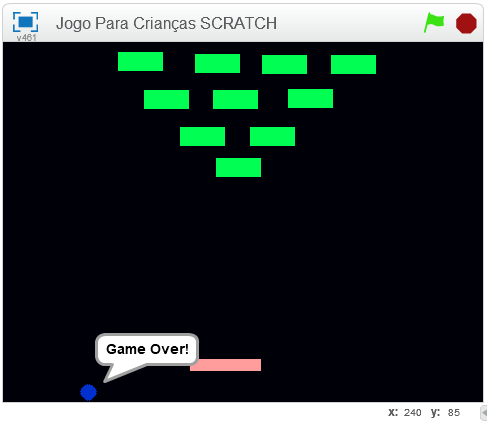 Jogo Para Crianças SCRATCH
v461
Game Over!
x: 240 y: 85